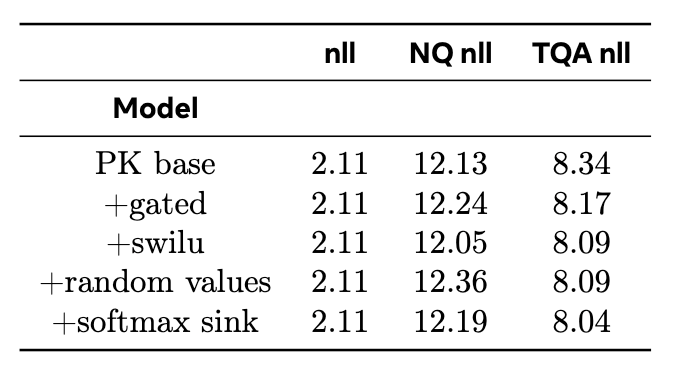 nll NQ nll TQA nll
Model
PK base 2.11 12.13 8.34
+gated 2.11 12.24 8.17
+swilu 2.11 12.05 8.09
+random values 2.11 12.36 8.09
+softmax sink 2.11 12.19 8.04